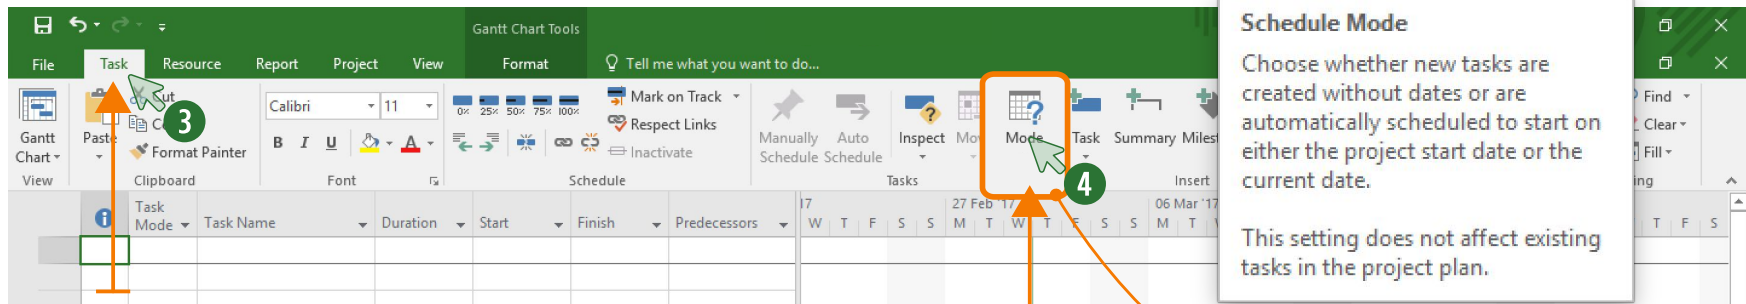 Gantt Chart Tools
File
Task
Resource
Report
Project
View
Format
Tell me what you want to do...
Gantt
Chart
View
Paste
Cut
Format Painter
Clipboard
Calibri
11
B I U A
Font
0% 25% 50% 75% 100%
Mark on Track
Respect Links
Inactivate
Schedule
Manually
Schedule
Auto
Schedule
Inspect
Mode
Tasks
Task
Summary
Insert
Find
Clear
Fill
3
4
Schedule Mode
Choose whether new tasks are
created without dates or are
automatically scheduled to start on
either the project start date or the
current date.
This setting does not affect existing
tasks in the project plan.
Task
Mode
Task Name
Duration
Start
Finish
Predecessors
27 Feb '17
06 Mar '17
W T F S S M T W T F S S M T
T F S